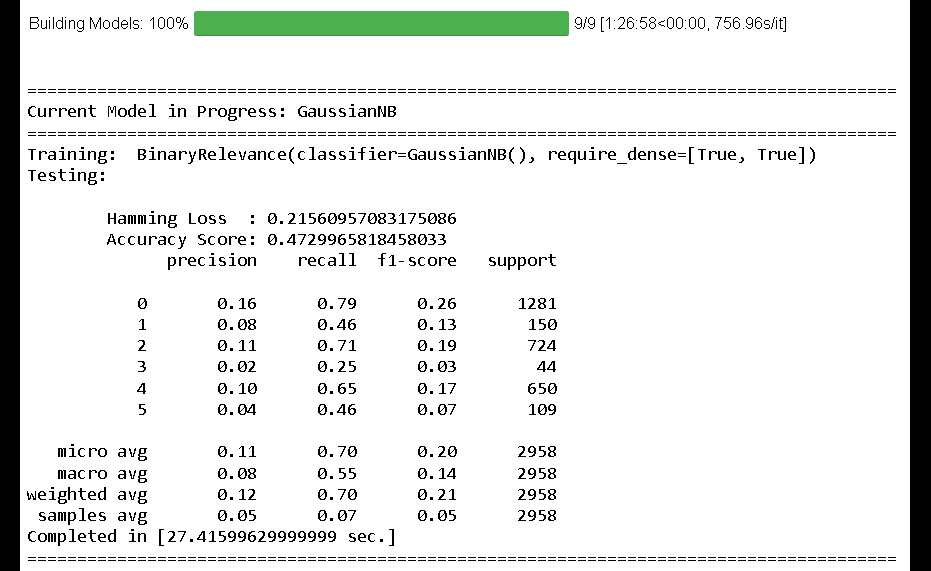 Building Models: 100% 9/9 [1:26:58<00:00, 756.96s/it]
=======================================================================================
Current Model in Progress: GaussianNB
=======================================================================================
Training:  BinaryRelevance(classifier=GaussianNB(), require_dense=[True, True])
Testing:
Hamming Loss  : 0.21560957083175086
Accuracy Score: 0.4729965818458033
precision    recall  f1-score   support
0       0.16      0.79      0.26      1281
1       0.08      0.46      0.13       150
2       0.11      0.71      0.19       724
3       0.02      0.25      0.03        44
4       0.10      0.65      0.17       650
5       0.04      0.46      0.07       109
micro avg       0.11      0.70      0.20      2958
macro avg       0.08      0.55      0.14      2958
weighted avg       0.12      0.70      0.21      2958
samples avg       0.05      0.07      0.05      2958
Completed in [27.41599629999999 sec.]
=======================================================================================